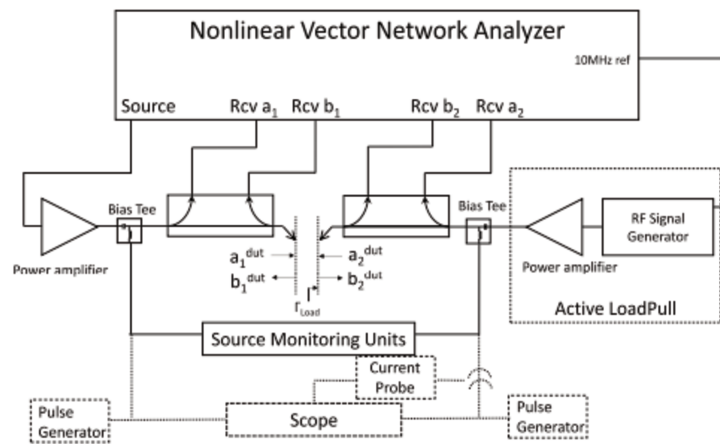 Nonlinear Vector Network Analyzer
10MHz ref
Source
Rcv a1
Rcv b1
Rcv b2
Rcv a2
Bias Tee
Bias Tee
RF Signal
Generator
Power amplifier
Power amplifier
a1dut
a2dut
b1dut
b2dut
ΓLoad
Active LoadPull
Source Monitoring Units
Current
Probe
Pulse
Generator
Scope
Pulse
Generator